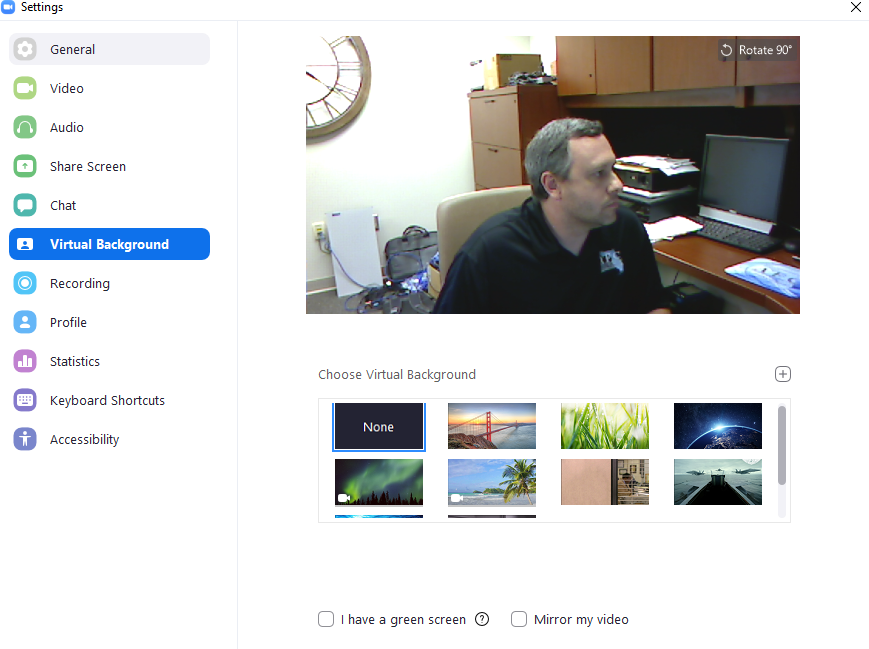 Settings
General
Video
Audio
Share Screen
Chat
Virtual Background
Recording
Profile
Statistics
Keyboard Shortcuts
Accessibility
Rotate 90°
Choose Virtual Background
None
I have a green screen
Mirror my video